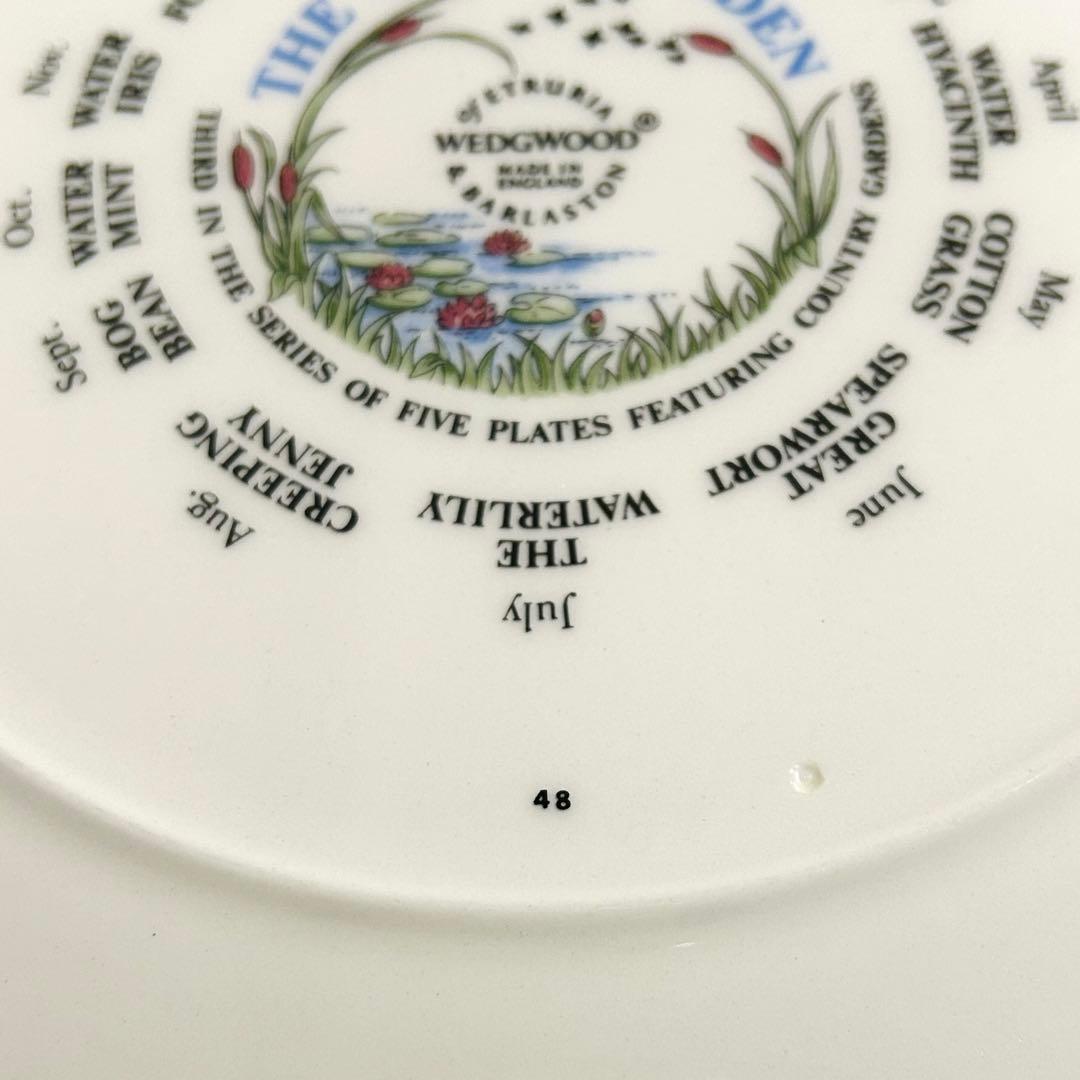 THE
DEN
OF ETRURIA
WEDGWOOD®
MADE IN
ENGLAND
& BARLASTON
THIRD IN THE SERIES OF FIVE PLATES FEATURING COUNTRY GARDENS
April
WATER
HYACINTH
May
COTTON
GRASS
June
GREAT
SPEARWORT
July
THE
WATERLILY
Aug.
CREEPING
JENNY
Sept.
BOG
BEAN
Oct.
WATER
MINT
Nov.
WATER
IRIS
48